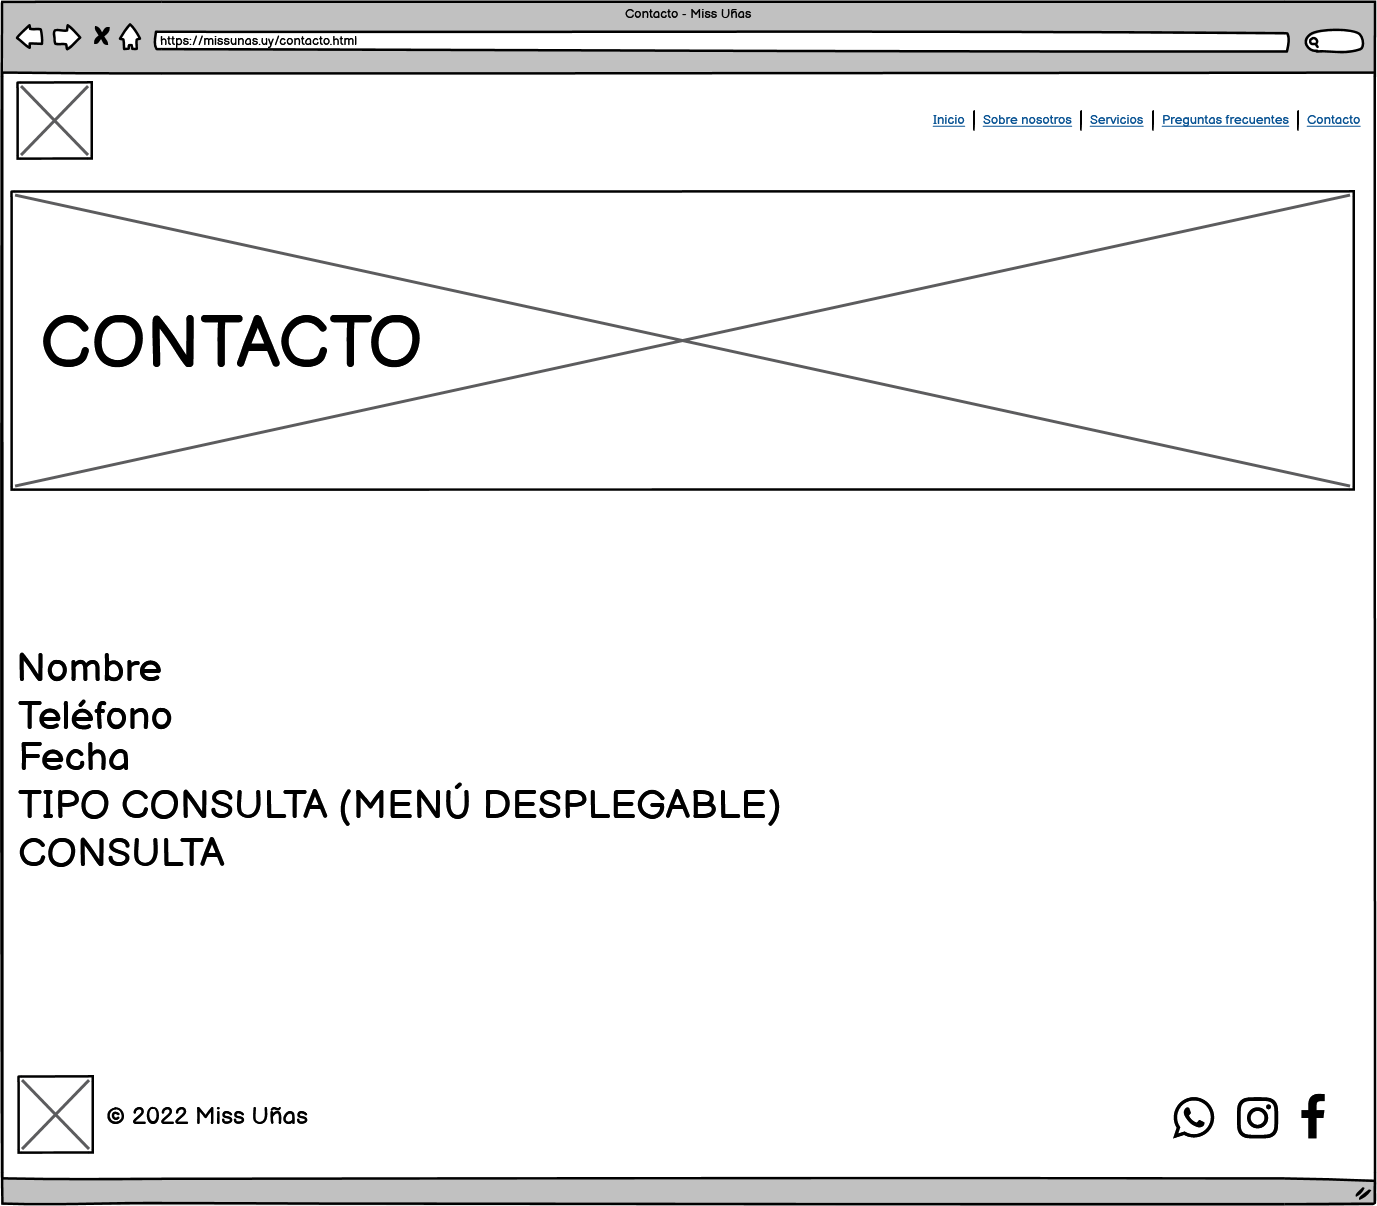 Contacto - Miss Uñas
https://missunas.uy/contacto.html
Inicio | Sobre nosotros | Servicios | Preguntas frecuentes | Contacto
CONTACTO
Nombre
Teléfono
Fecha
TIPO CONSULTA (MENÚ DESPLEGABLE)
CONSULTA
© 2022 Miss Uñas